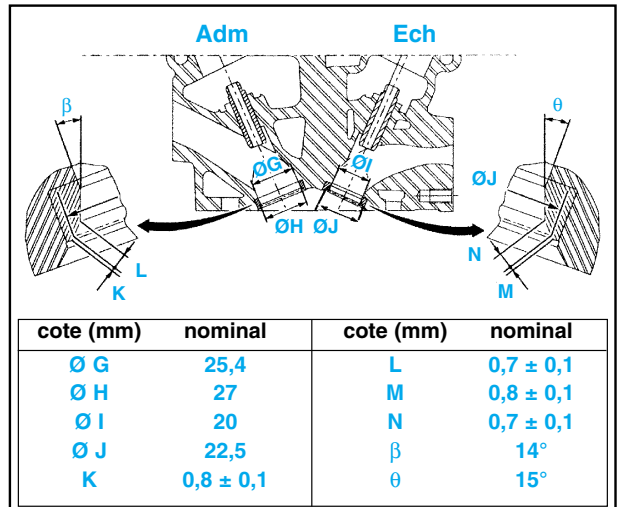 Adm Ech
β θ
ØG ØI
ØJ
ØH ØJ
L N
K M
cote (mm) nominal cote (mm) nominal
Ø G 25,4 L 0,7 ± 0,1
Ø H 27 M 0,8 ± 0,1
Ø I 20 N 0,7 ± 0,1
Ø J 22,5 β 14°
K 0,8 ± 0,1 θ 15°